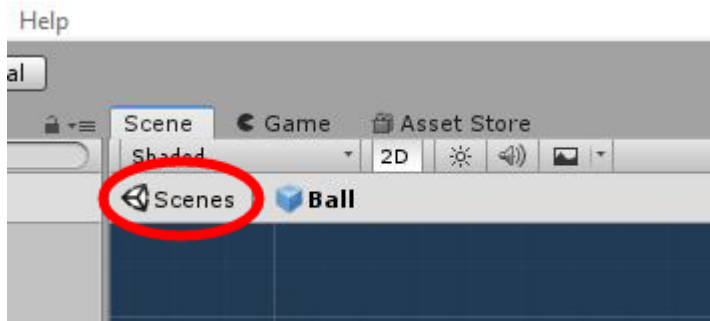 Help
al
Scene Game Asset Store
Shaded 2D
Scenes Ball